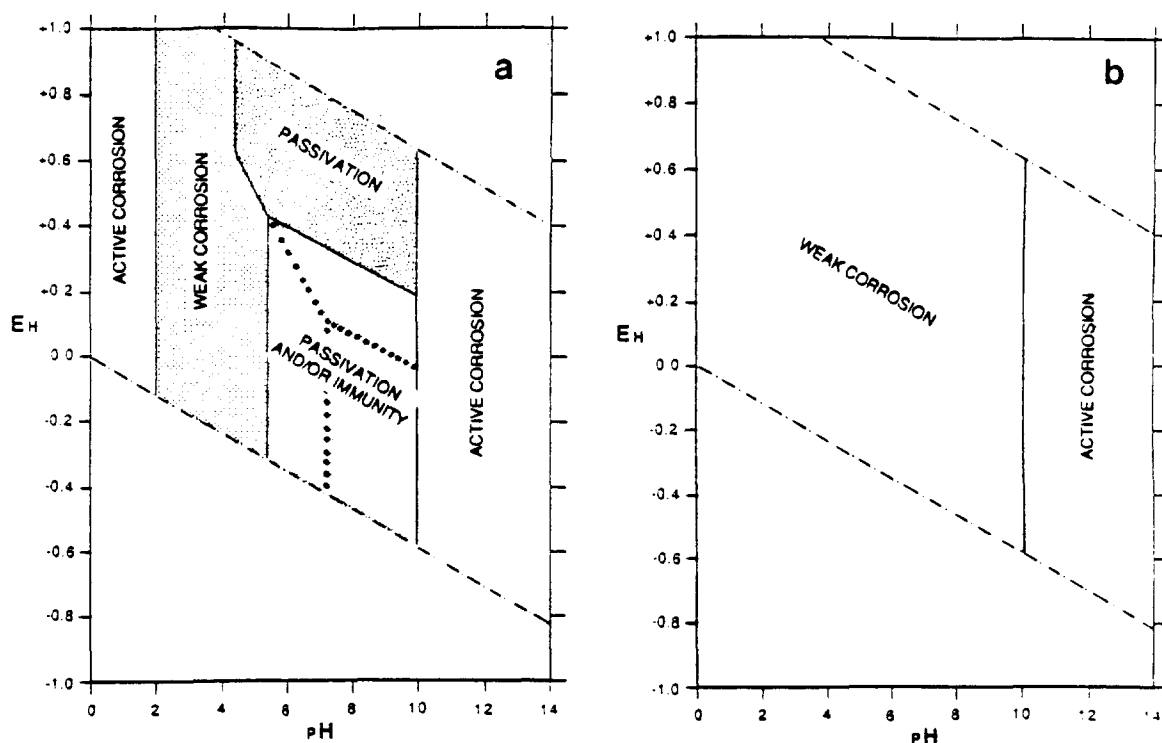 a
+1.0
+0.8
+0.6
+0.4
+0.2
0 0
-0.2
-0.4
-0.6
-0.8
-1.0
EH
ACTIVE CORROSION
WEAK CORROSION
PASSIVATION
PASSIVATION
AND/OR IMMUNITY
ACTIVE CORROSION
0 2 4 6 8 10 12 14
pH
b
+1.0
+0.8
+0.6
+0.4
+0.2
0.0
-0.2
-0.4
-0.6
-0.8
-1.0
EH
WEAK CORROSION
ACTIVE CORROSION
0 2 4 6 8 10 12 14
pH